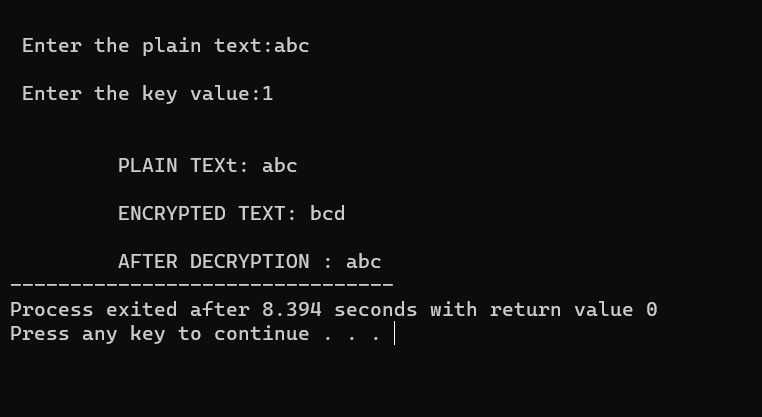 Enter the plain text:abc
Enter the key value:1
PLAIN TEXt: abc
ENCRYPTED TEXT: bcd
AFTER DECRYPTION : abc
--------------------------------
Process exited after 8.394 seconds with return value 0
Press any key to continue . . .